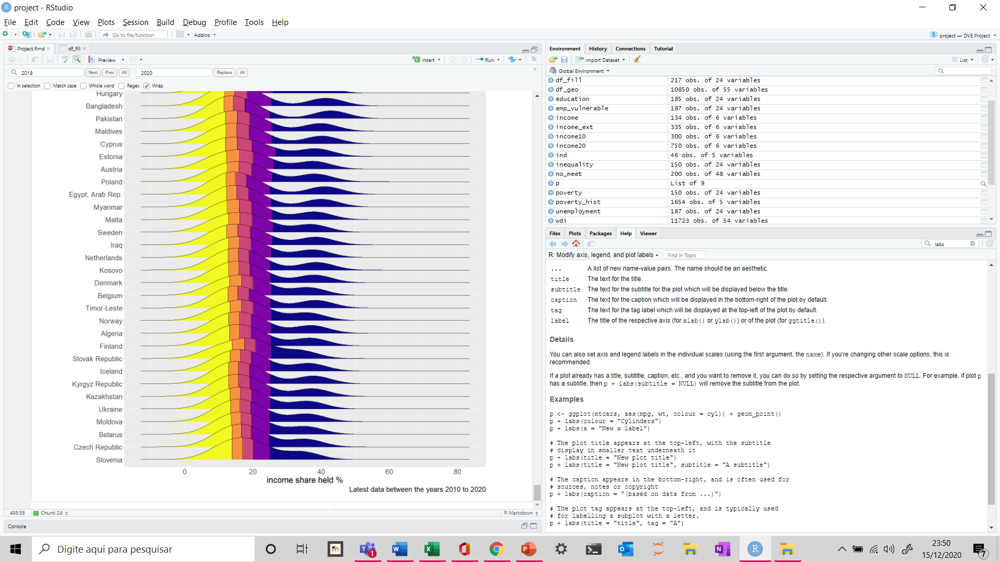 project - RStudio
File Edit Code View Plots Session Build Debug Profile Tools Help
Go to file/function Addins
project — DVE Project
Project.Rmd df_fill
ABC Preview Insert Run
2018 Next Prev All 2020 Replace All
In selection Match case Whole word Regex Wrap
Hungary
Bangladesh
Pakistan
Maldives
Cyprus
Estonia
Austria
Poland
Egypt, Arab Rep.
Myanmar
Malta
Sweden
Iraq
Netherlands
Kosovo
Denmark
Belgium
Timor-Leste
Norway
Algeria
Finland
Slovak Republic
Iceland
Kyrgyz Republic
Kazakhstan
Ukraine
Moldova
Belarus
Czech Republic
Slovenia
0 20 40 60 80
income share held %
Latest data between the years 2010 to 2020
488:58 Chunk 24 R Markdown
Console
Environment History Connections Tutorial
Import Dataset List
Global Environment
df_fill 217 obs. of 24 variables
df_geo 10850 obs. of 55 variables
education 185 obs. of 24 variables
emp_vulnerable 187 obs. of 24 variables
income 134 obs. of 6 variables
income_ext 335 obs. of 6 variables
income10 300 obs. of 6 variables
income20 750 obs. of 6 variables
ind 46 obs. of 5 variables
inequality 150 obs. of 24 variables
no_meet 200 obs. of 48 variables
p List of 9
poverty 150 obs. of 24 variables
poverty_hist 1654 obs. of 5 variables
unemployment 187 obs. of 24 variables
wdi 11723 obs. of 54 variables
Files Plots Packages Help Viewer
labs
R: Modify axis, legend, and plot labels Find in Topic
... A list of new name-value pairs. The name should be an aesthetic.
title The text for the title.
subtitle The text for the subtitle for the plot which will be displayed below the title.
caption The text for the caption which will be displayed in the bottom-right of the plot by default.
tag The text for the tag label which will be displayed at the top-left of the plot by default.
label The title of the respective axis (for xlab() or ylab()) or of the plot (for ggtitle()).
Details
You can also set axis and legend labels in the individual scales (using the first argument, the name). If you're changing other scale options, this is
recommended.
If a plot already has a title, subtitle, caption, etc., and you want to remove it, you can do so by setting the respective argument to NULL. For example, if plot p
has a subtitle, then p + labs(subtitle = NULL) will remove the subtitle from the plot.
Examples
p <- ggplot(mtcars, aes(mpg, wt, colour = cyl)) + geom_point()
p + labs(colour = "Cylinders")
p + labs(x = "New x label")
# The plot title appears at the top-left, with the subtitle
# display in smaller text underneath it
p + labs(title = "New plot title")
p + labs(title = "New plot title", subtitle = "A subtitle")
# The caption appears in the bottom-right, and is often used for
# sources, notes or copyright
p + labs(caption = "(based on data from ...)")
# The plot tag appears at the top-left, and is typically used
# for labelling a subplot with a letter.
p + labs(title = "title", tag = "A")
Digite aqui para pesquisar
23:50
15/12/2020
7